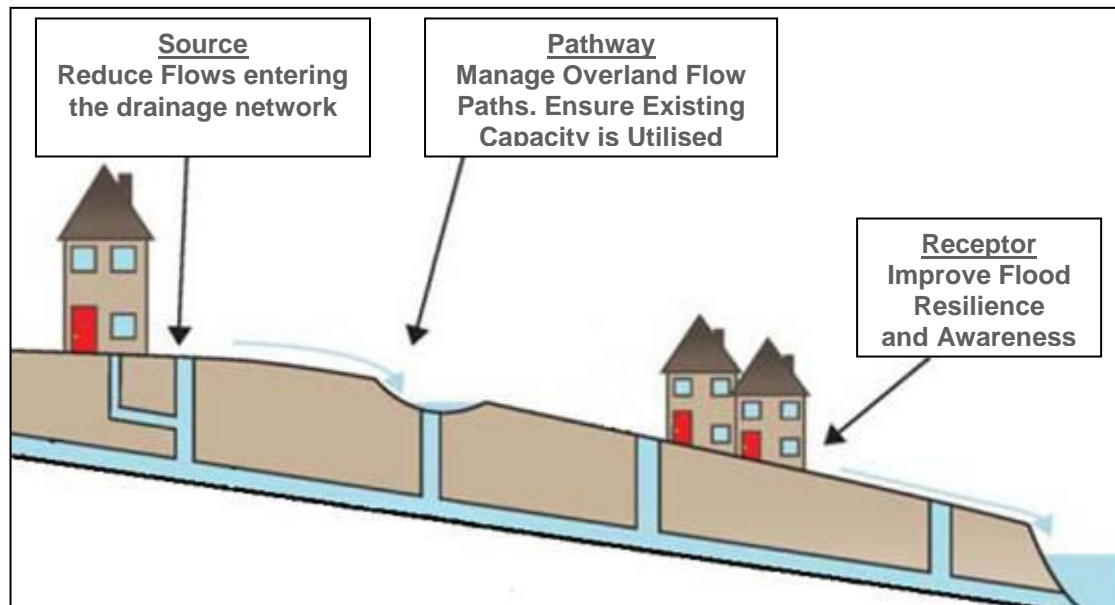 Source
Reduce Flows entering
the drainage network
Pathway
Manage Overland Flow
Paths. Ensure Existing
Capacity is Utilised
Receptor
Improve Flood
Resilience
and Awareness